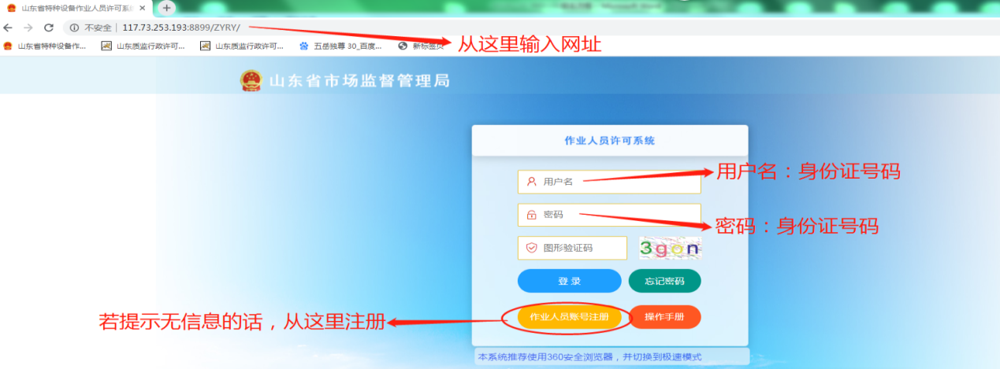 山东省特种设备作业人员许可系
不安全 | 117.73.253.193:8899/ZYRY/
从这里输入网址
山东省特种设备作... 山东质监行政许可... 山东质监行政许可... 五岳独尊 30_百度... 新标签页
山东省市场监督管理局
作业人员许可系统
用户名
用户名：身份证号码
密码
密码：身份证号码
图形验证码 3gon
登录 忘记密码
若提示无信息的话，从这里注册
作业人员账号注册 操作手册
本系统推荐使用360安全浏览器，并切换到极速模式